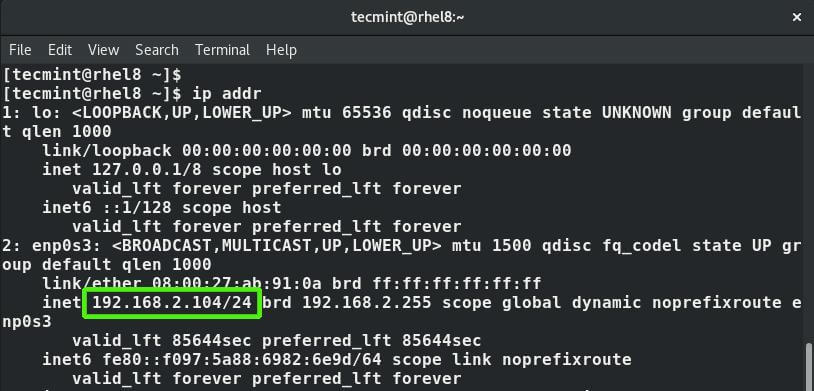 tecmint@rhel8:~
×
File Edit View Search Terminal Help
[tecmint@rhel8 ~]$
[tecmint@rhel8 ~]$ ip addr
1: lo: <LOOPBACK,UP,LOWER_UP> mtu 65536 qdisc noqueue state UNKNOWN group defaul
t qlen 1000
    link/loopback 00:00:00:00:00:00 brd 00:00:00:00:00:00
    inet 127.0.0.1/8 scope host lo
       valid_lft forever preferred_lft forever
    inet6 ::1/128 scope host
       valid_lft forever preferred_lft forever
2: enp0s3: <BROADCAST,MULTICAST,UP,LOWER_UP> mtu 1500 qdisc fq_codel state UP gr
oup default qlen 1000
    link/ether 08:00:27:ab:91:0a brd ff:ff:ff:ff:ff:ff
    inet 192.168.2.104/24 brd 192.168.2.255 scope global dynamic noprefixroute e
np0s3
       valid_lft 85644sec preferred_lft 85644sec
    inet6 fe80::f097:5a88:6982:6e9d/64 scope link noprefixroute
       valid_lft forever preferred_lft forever